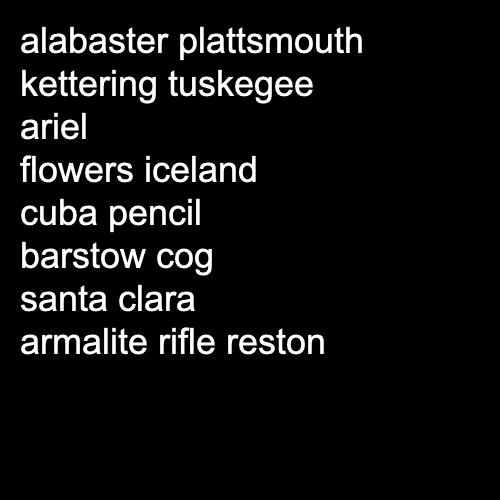 alabaster plattsmouth
kettering tuskegee
ariel
flowers iceland
cuba pencil
barstow cog
santa clara
armalite rifle reston